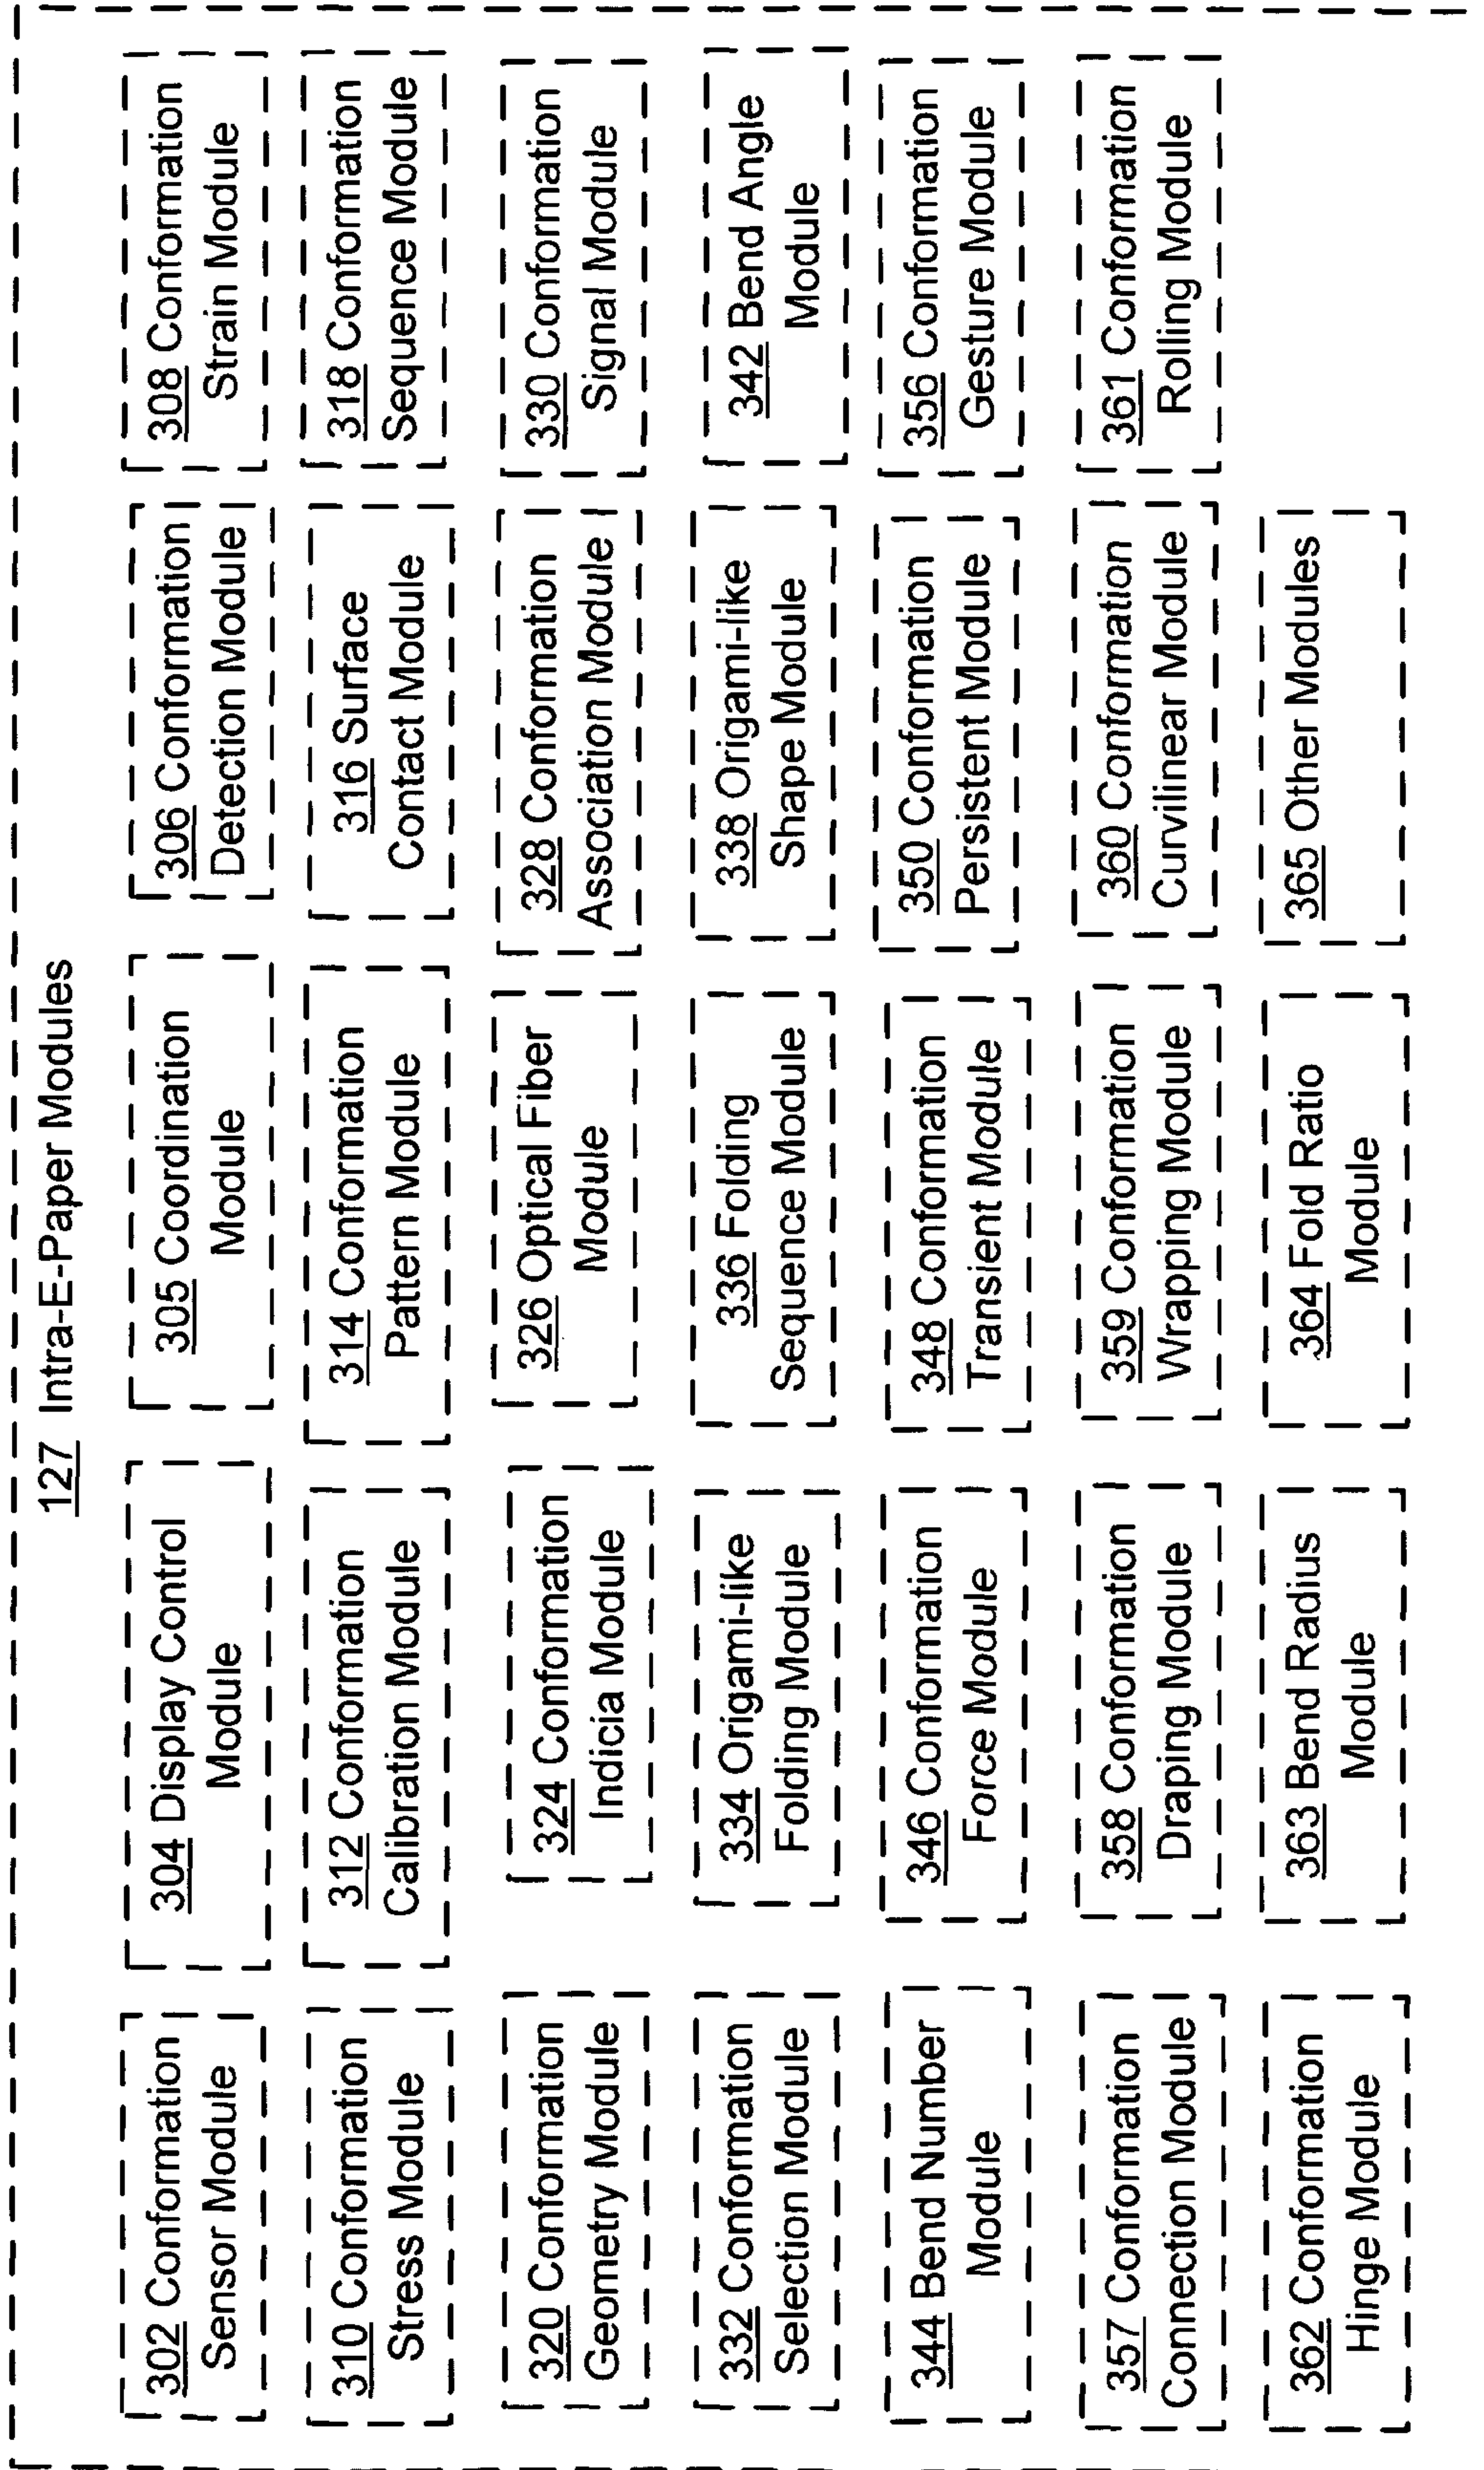 127 Intra-E-Paper Modules
302 Conformation
Sensor Module
304 Display Control
Module
305 Coordination
Module
306 Conformation
Detection Module
308 Conformation
Strain Module
310 Conformation
Stress Module
312 Conformation
Calibration Module
314 Conformation
Pattern Module
316 Surface
Contact Module
318 Conformation
Sequence Module
320 Conformation
Geometry Module
324 Conformation
Indicia Module
326 Optical Fiber
Module
328 Conformation
Association Module
330 Conformation
Signal Module
332 Conformation
Selection Module
334 Origami-like
Folding Module
336 Folding
Sequence Module
338 Origami-like
Shape Module
342 Bend Angle
Module
344 Bend Number
Module
346 Conformation
Force Module
348 Conformation
Transient Module
350 Conformation
Persistent Module
356 Conformation
Gesture Module
357 Conformation
Connection Module
358 Conformation
Draping Module
359 Conformation
Wrapping Module
360 Conformation
Curvilinear Module
361 Conformation
Rolling Module
362 Conformation
Hinge Module
363 Bend Radius
Module
364 Fold Ratio
Module
365 Other Modules